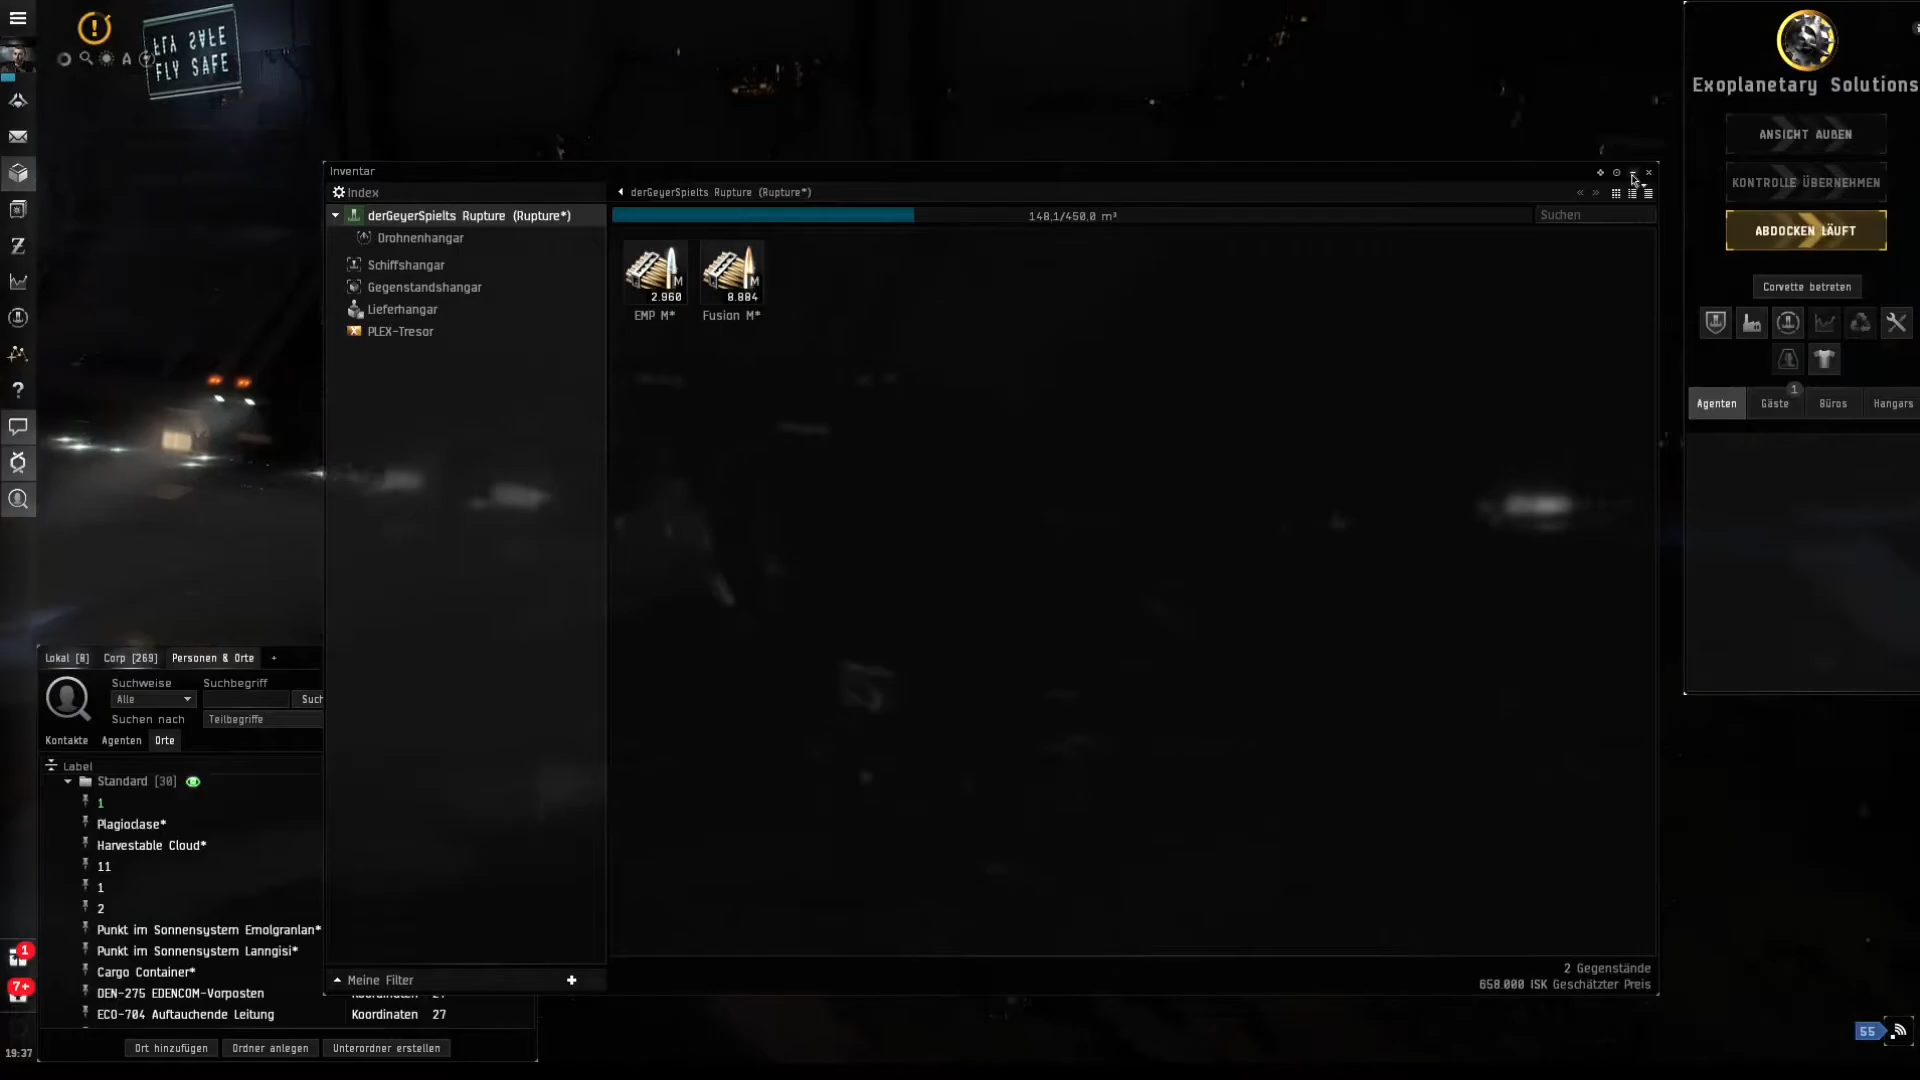 FLY SAFE
FLY SAFE
A
Exoplanetary Solutions
ANSICHT AUßEN
KONTROLLE ÜBERNEHMEN
ABDOCKEN LÄUFT
Corvette betreten
1
Agenten
Gäste
Büros
Hangars
Inventar
Index
derGeyerSpielts Rupture (Rupture*)
Drohnenhangar
Schiffshangar
Gegenstandshangar
Lieferhangar
PLEX-Tresor
derGeyerSpielts Rupture (Rupture*)
148,1/450,0 m³
Suchen
M
2.960
EMP M*
M
8.884
Fusion M*
Meine Filter
2 Gegenstände
658.000 ISK Geschätzter Preis
Lokal [8]
Corp [269]
Personen & Orte
Suchweise
Suchbegriff
Alle
Such
Suchen nach
Teilbegriffe
Kontakte
Agenten
Orte
Label
Standard [30]
1
Plagioclase*
Harvestable Cloud*
11
1
2
Punkt im Sonnensystem Emolgranlan*
Punkt im Sonnensystem Lanngisi*
Cargo Container*
DEN-275 EDENCOM-Vorposten
ECO-704 Auftauchende Leitung
Koordinaten 27
Ort hinzufügen
Ordner anlegen
Unterordner erstellen
1
7+
19:37
55